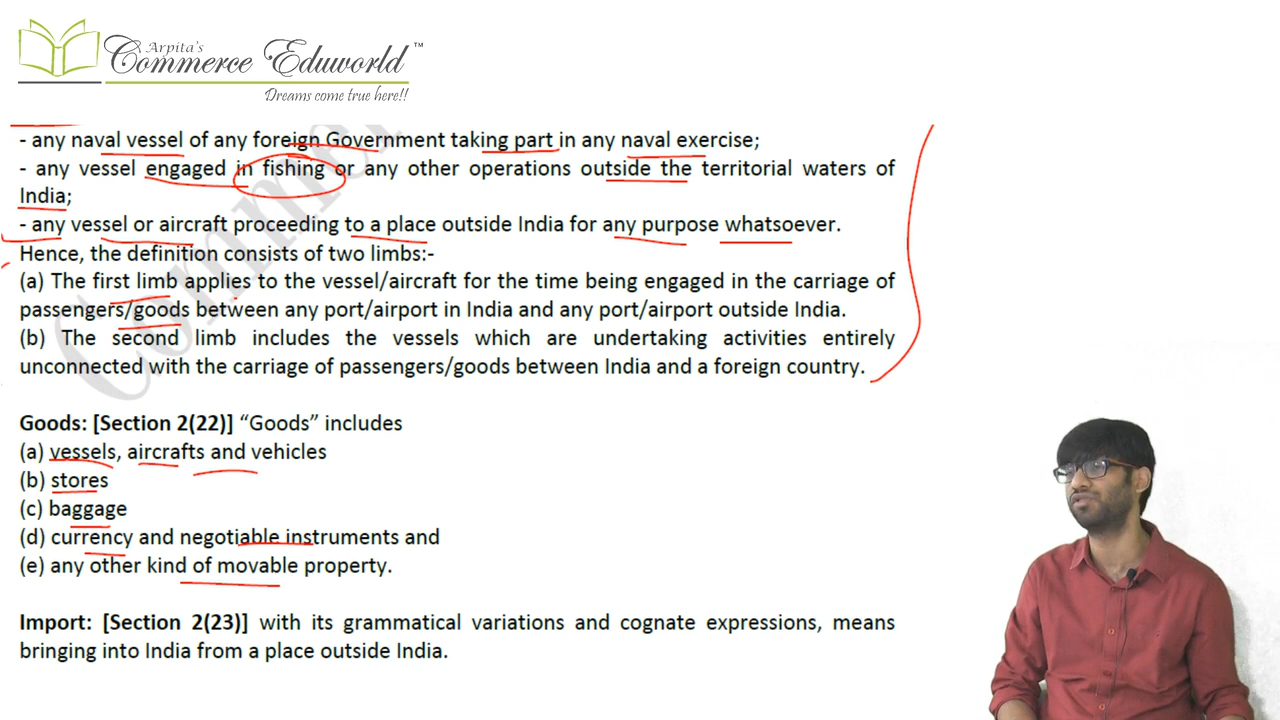 Arpita's
Commerce Eduworld™
Dreams come true here!!
- any naval vessel of any foreign Government taking part in any naval exercise;
- any vessel engaged in fishing or any other operations outside the territorial waters of
India;
- any vessel or aircraft proceeding to a place outside India for any purpose whatsoever.
Hence, the definition consists of two limbs:-
(a) The first limb applies to the vessel/aircraft for the time being engaged in the carriage of
passengers/goods between any port/airport in India and any port/airport outside India.
(b) The second limb includes the vessels which are undertaking activities entirely
unconnected with the carriage of passengers/goods between India and a foreign country.
Goods: [Section 2(22)] “Goods” includes
(a) vessels, aircrafts and vehicles
(b) stores
(c) baggage
(d) currency and negotiable instruments and
(e) any other kind of movable property.
Import: [Section 2(23)] with its grammatical variations and cognate expressions, means
bringing into India from a place outside India.